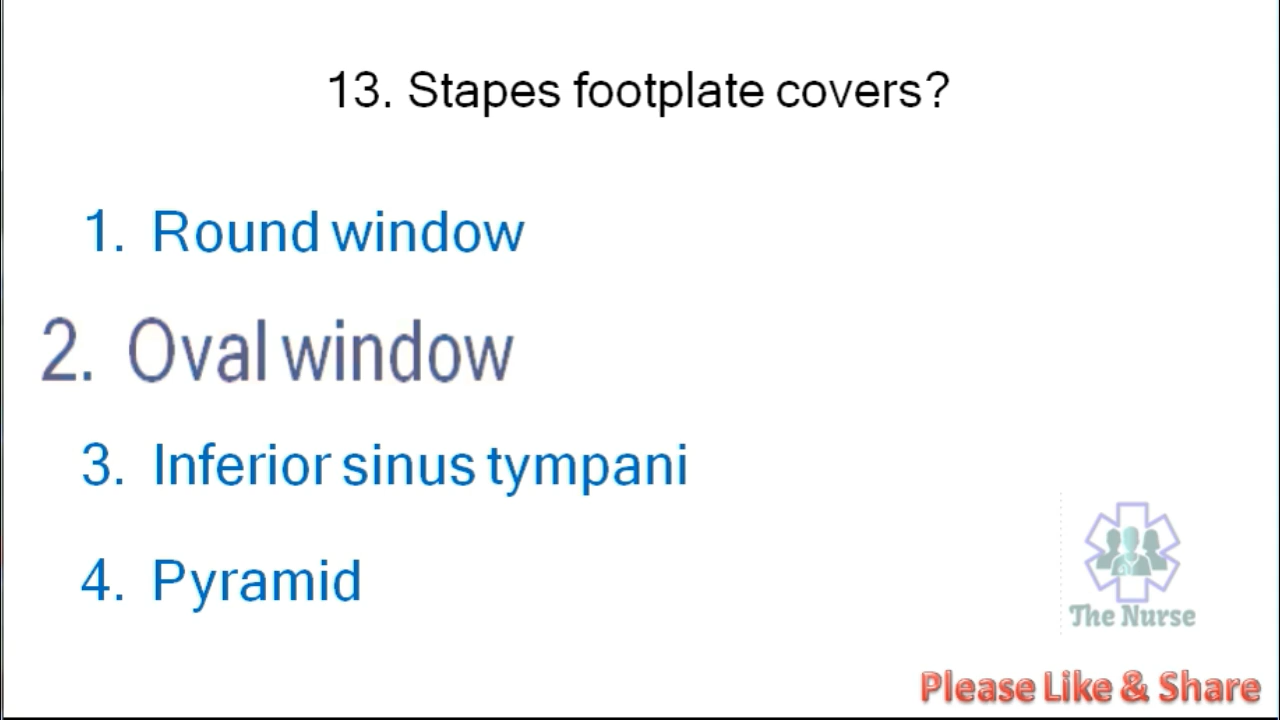 13. Stapes footplate covers?
1. Round window
2. Oval window
3. Inferior sinus tympani
4. Pyramid
The Nurse
Please Like & Share